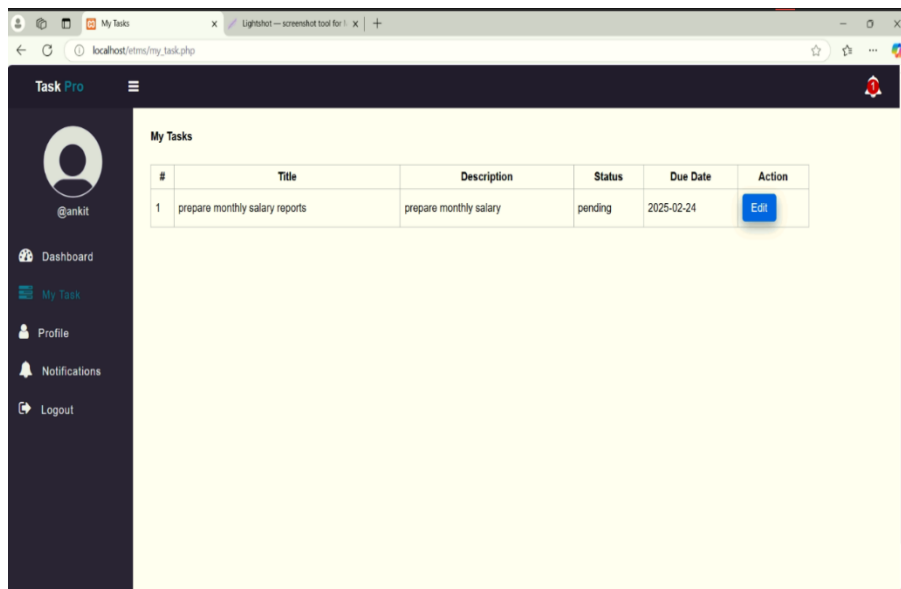 My Tasks
Lightshot — screenshot tool for
localhost/etms/my_task.php
Task Pro
1
@ankit
Dashboard
My Task
Profile
Notifications
Logout
My Tasks
# Title Description Status Due Date Action
1 prepare monthly salary reports prepare monthly salary pending 2025-02-24 Edit